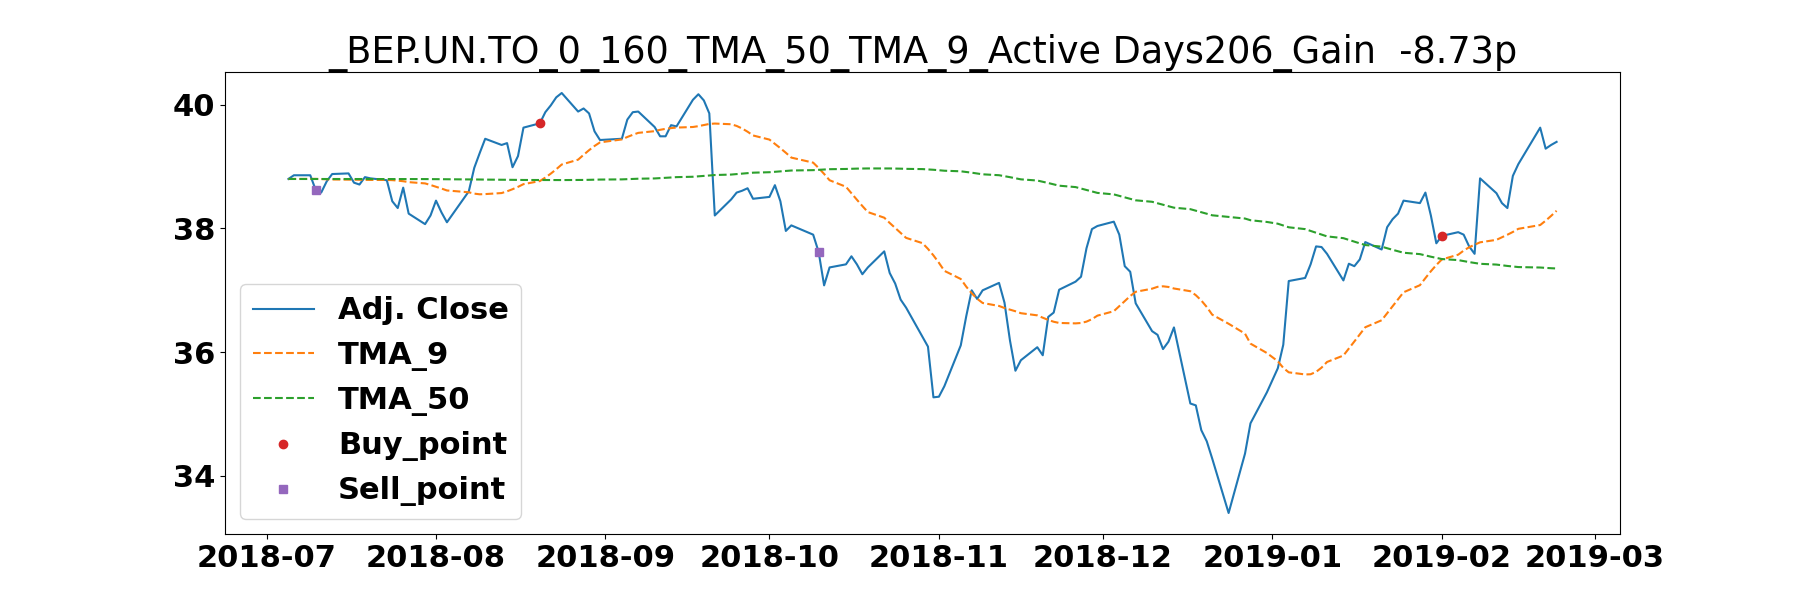 _BEP.UN.TO_0_160_TMA_50_TMA_9_Active Days206_Gain  -8.73p
40
38
36
34
Adj. Close
TMA_9
TMA_50
Buy_point
Sell_point
2018-07 2018-08 2018-09 2018-10 2018-11 2018-12 2019-01 2019-02 2019-03